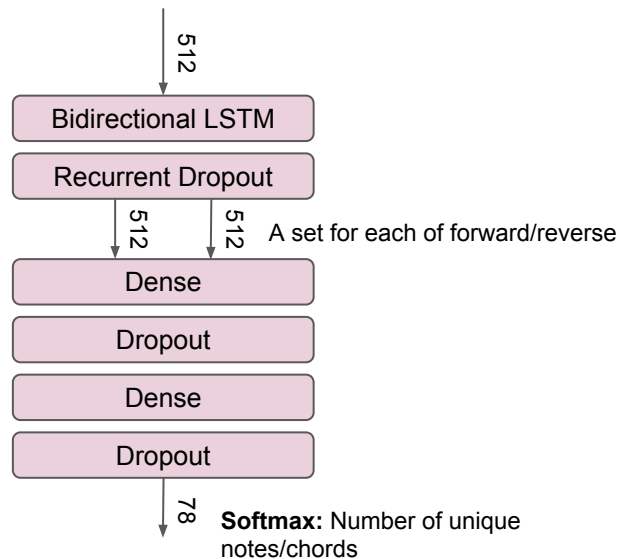 512
Bidirectional LSTM
Recurrent Dropout
512
512
A set for each of forward/reverse
Dense
Dropout
Dense
Dropout
78
Softmax: Number of unique
notes/chords